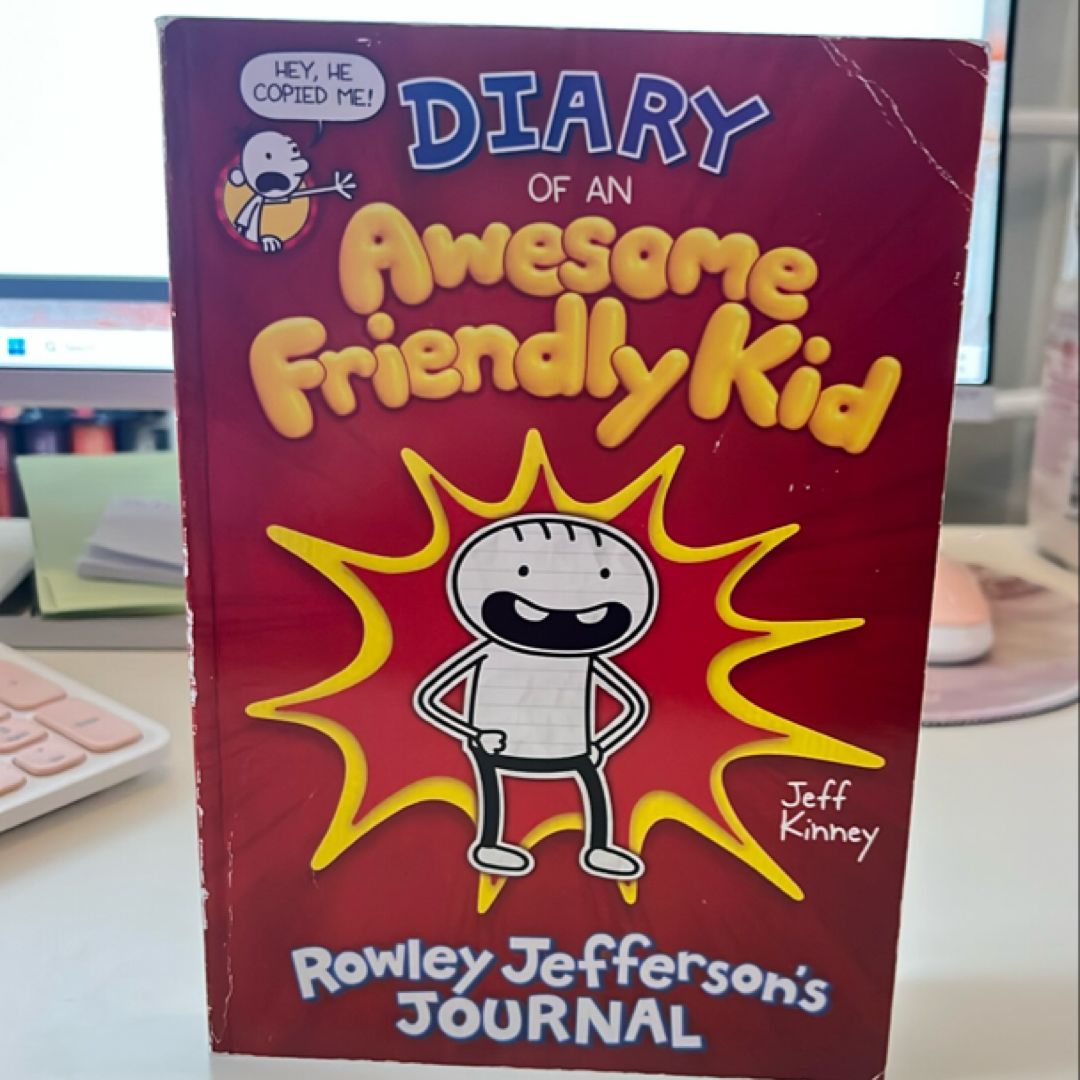 HEY, HE
COPIED ME!
DIARY
OF AN
Awesome
Friendly Kid
Jeff
Kinney
Rowley Jefferson's
JOURNAL